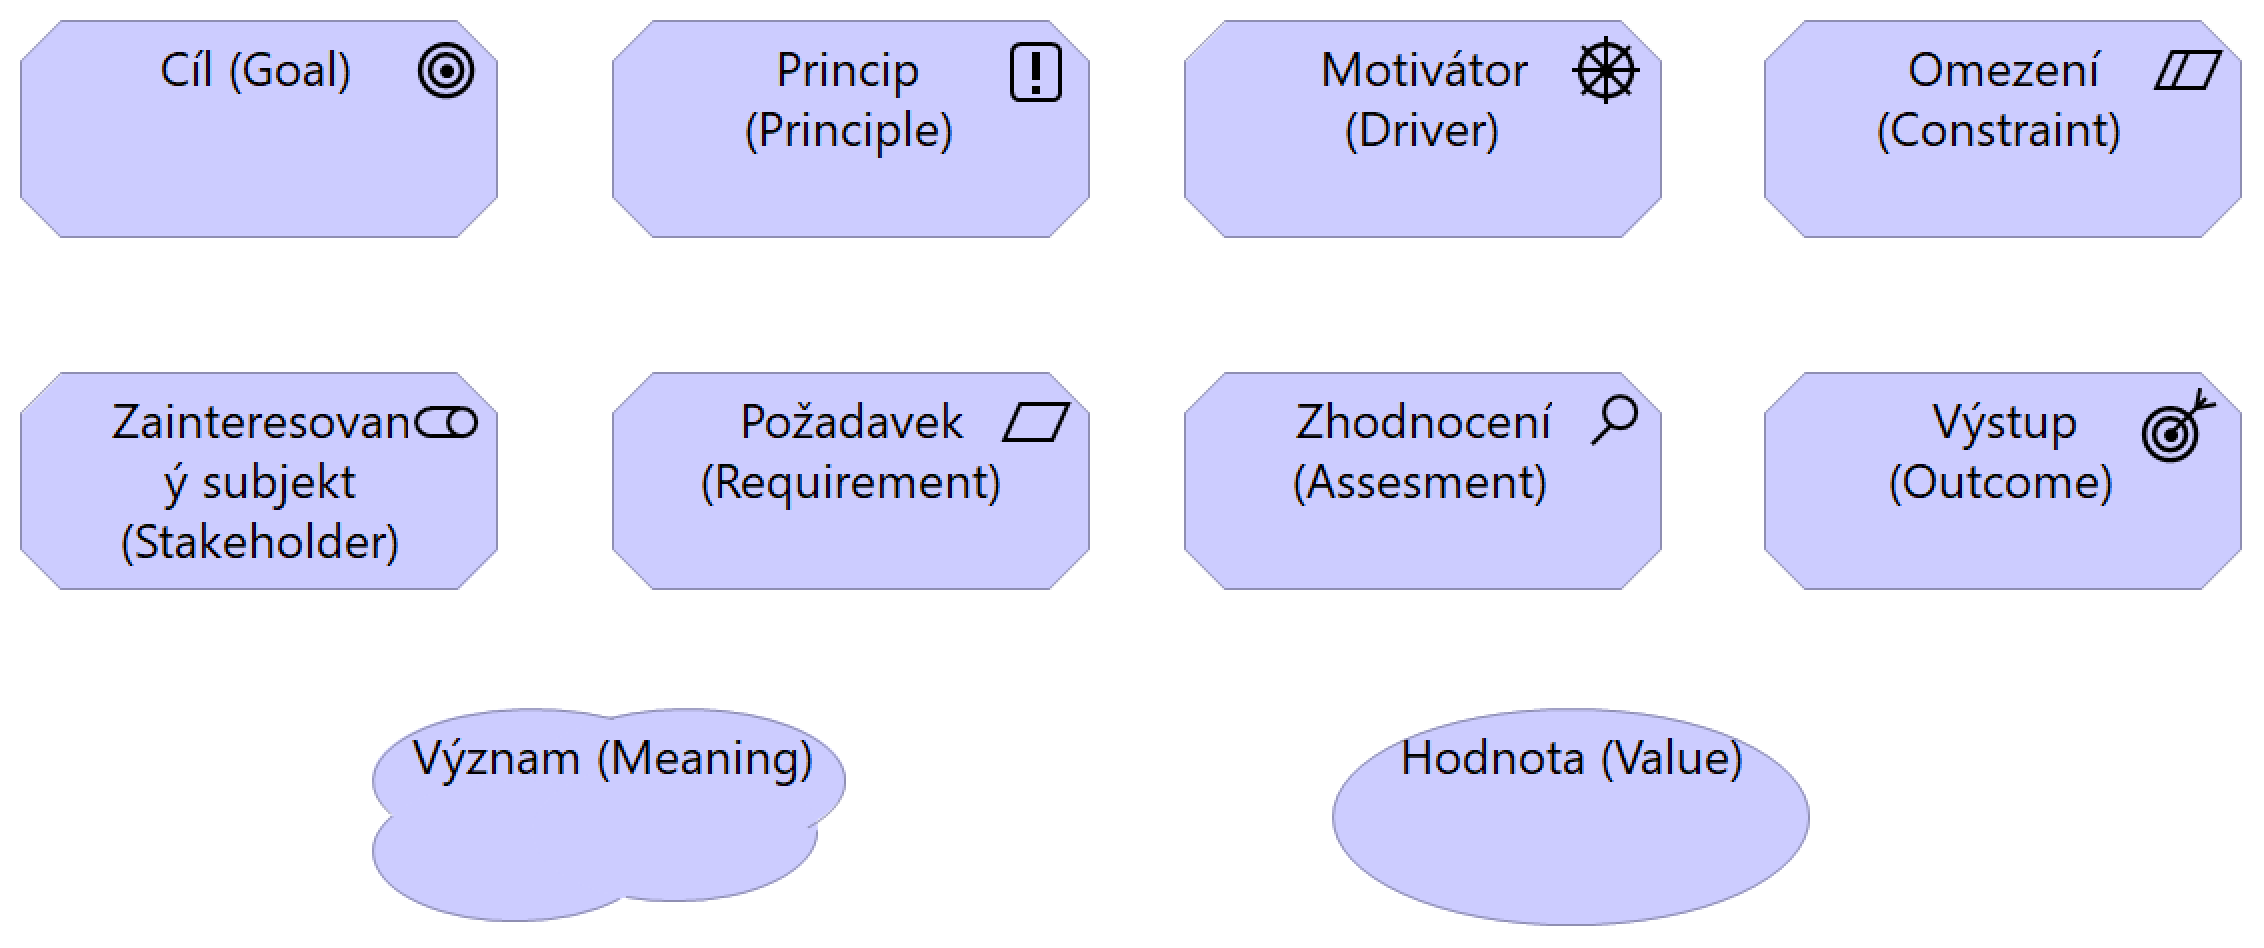 Cíl (Goal)
Princip
(Principle)
Motivátor
(Driver)
Omezení
(Constraint)
Zainteresovan
ý subjekt
(Stakeholder)
Požadavek
(Requirement)
Zhodnocení
(Assesment)
Výstup
(Outcome)
Význam (Meaning)
Hodnota (Value)